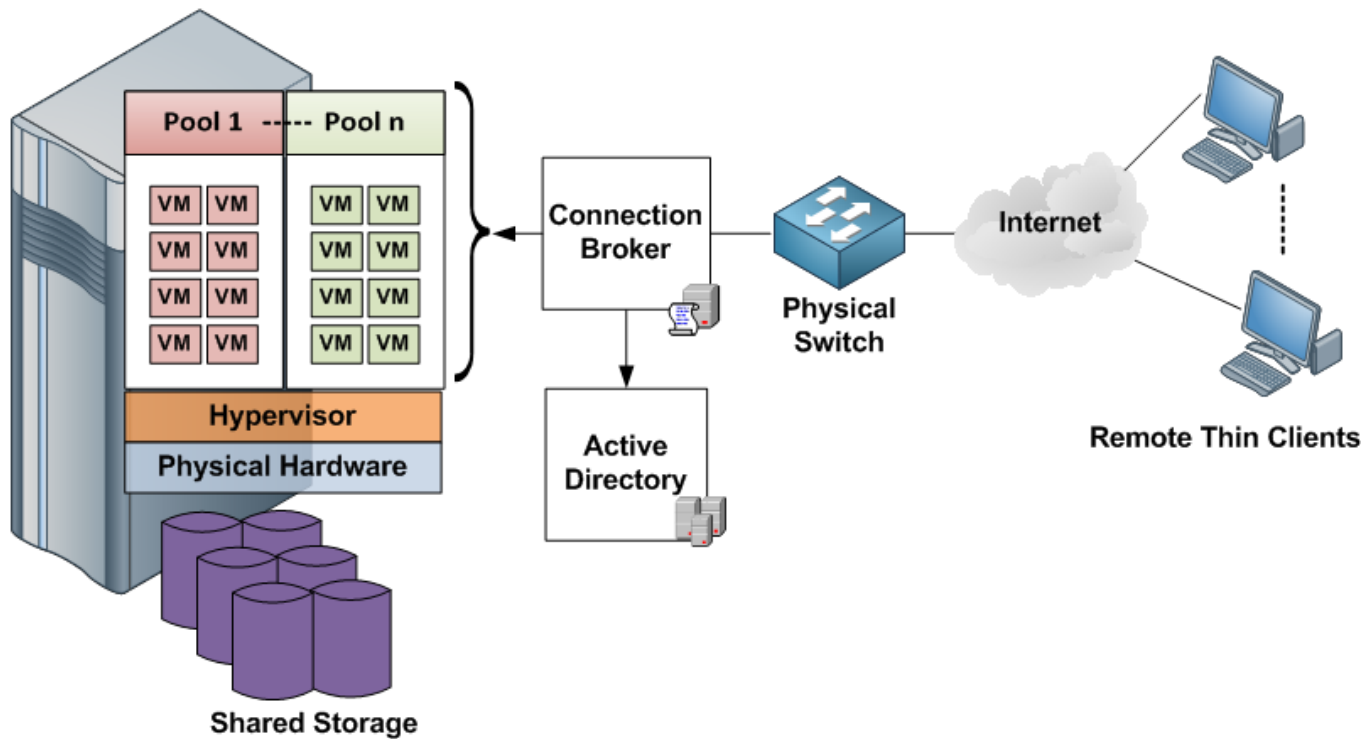 Pool 1 ----- Pool n
VM VM VM VM
VM VM VM VM
VM VM VM VM
VM VM VM VM
Hypervisor
Physical Hardware
Shared Storage
Connection
Broker
Active
Directory
Physical
Switch
Internet
Remote Thin Clients